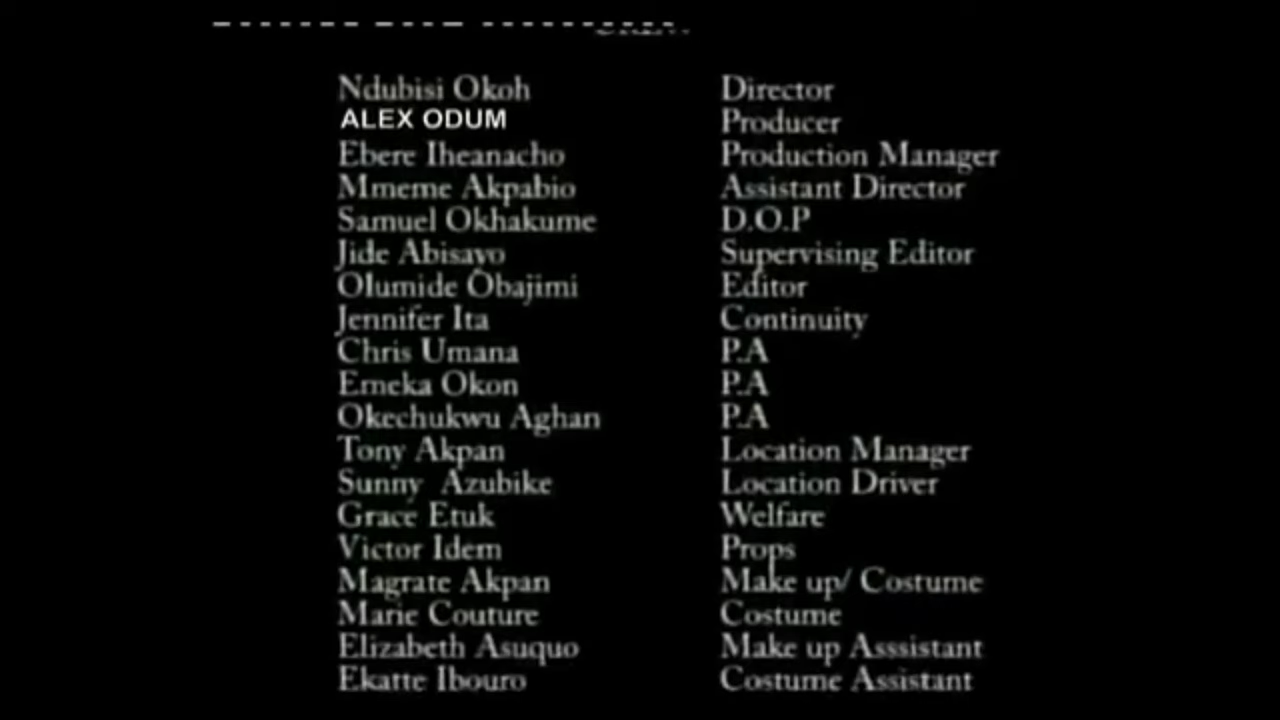 CREW
Ndubisi Okoh Director
ALEX ODUM Producer
Ebere Iheanacho Production Manager
Mmeme Akpabio Assistant Director
Samuel Okhakume D.O.P
Jide Abisayo Supervising Editor
Olumide Obajimi Editor
Jennifer Ita Continuity
Chris Umana P.A
Emeka Okon P.A
Okechukwu Aghan P.A
Tony Akpan Location Manager
Sunny Azubike Location Driver
Grace Etuk Welfare
Victor Idem Props
Magrate Akpan Make up/ Costume
Marie Couture Costume
Elizabeth Asuquo Make up Asssistant
Ekatte Ibouro Costume Assistant